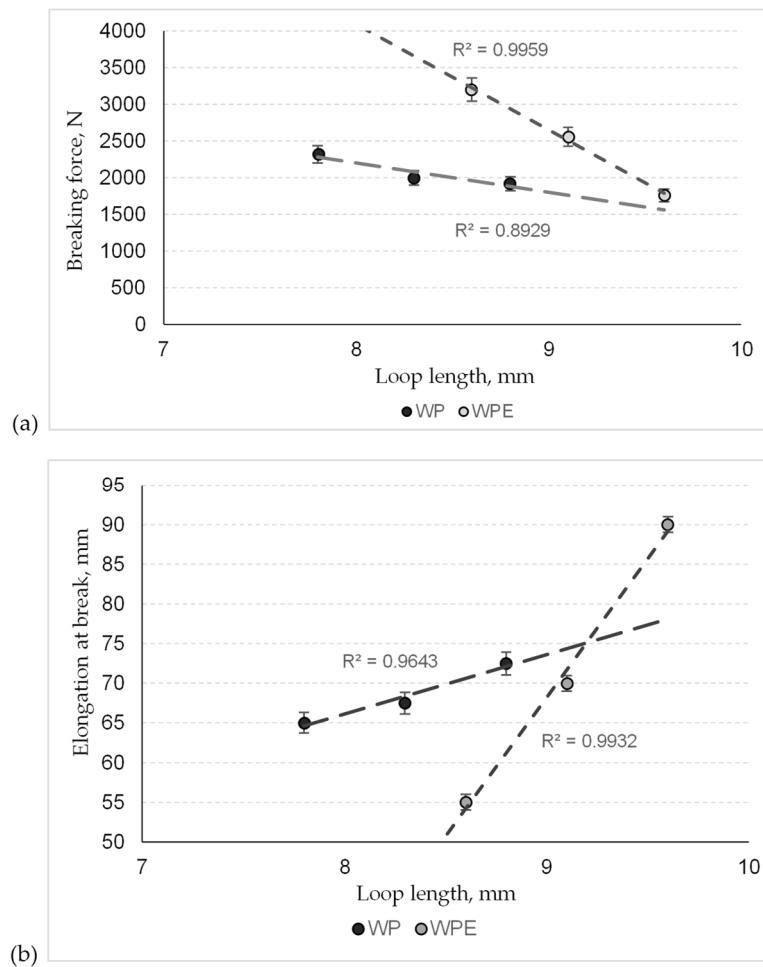 4000
3500
3000
2500
2000
1500
1000
500
0
Breaking force, N
R² = 0.9959
R² = 0.8929
7 8 9 10
Loop length, mm
WP WPE
(a)
95
90
85
80
75
70
65
60
55
50
Elongation at break, mm
R² = 0.9643
R² = 0.9932
7 8 9 10
Loop length, mm
WP WPE
(b)